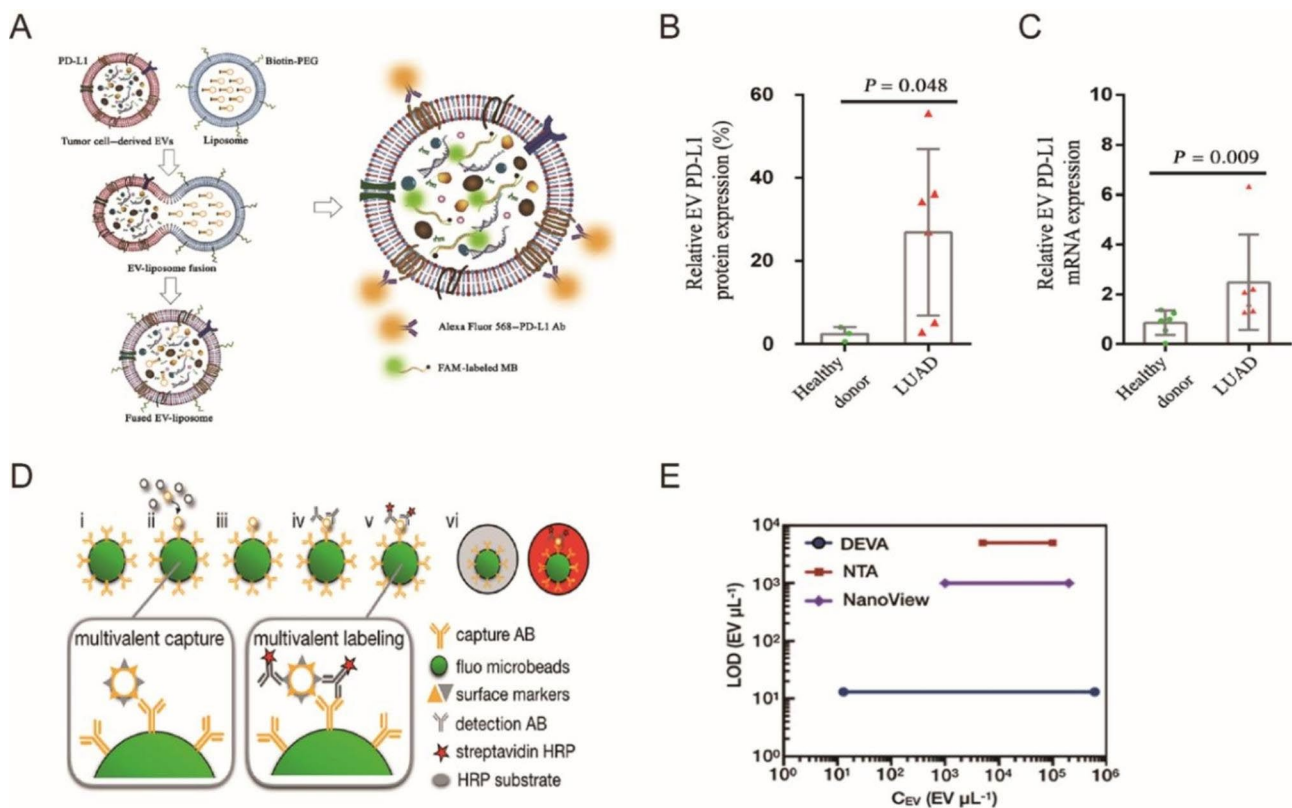 A
PD-L1
Biotin-PEG
Tumor cell–derived EVs
Liposome
EV-liposome fusion
Fused EV-liposome
Alexa Fluor 568–PD-L1 Ab
FAM-labeled MB
B
Relative EV PD-L1
protein expression (%)
P = 0.048
60
40
20
0
Healthy
donor
LUAD
C
Relative EV PD-L1
mRNA expression
P = 0.009
10
8
6
4
2
0
Healthy
donor
LUAD
D
i
ii
iii
iv
v
vi
multivalent capture
multivalent labeling
capture AB
fluo microbeads
surface markers
detection AB
streptavidin HRP
HRP substrate
E
LOD (EV µL⁻¹)
10⁴
10³
10²
10¹
10⁰
DEVA
NTA
NanoView
10⁰ 10¹ 10² 10³ 10⁴ 10⁵ 10⁶
C_EV (EV µL⁻¹)